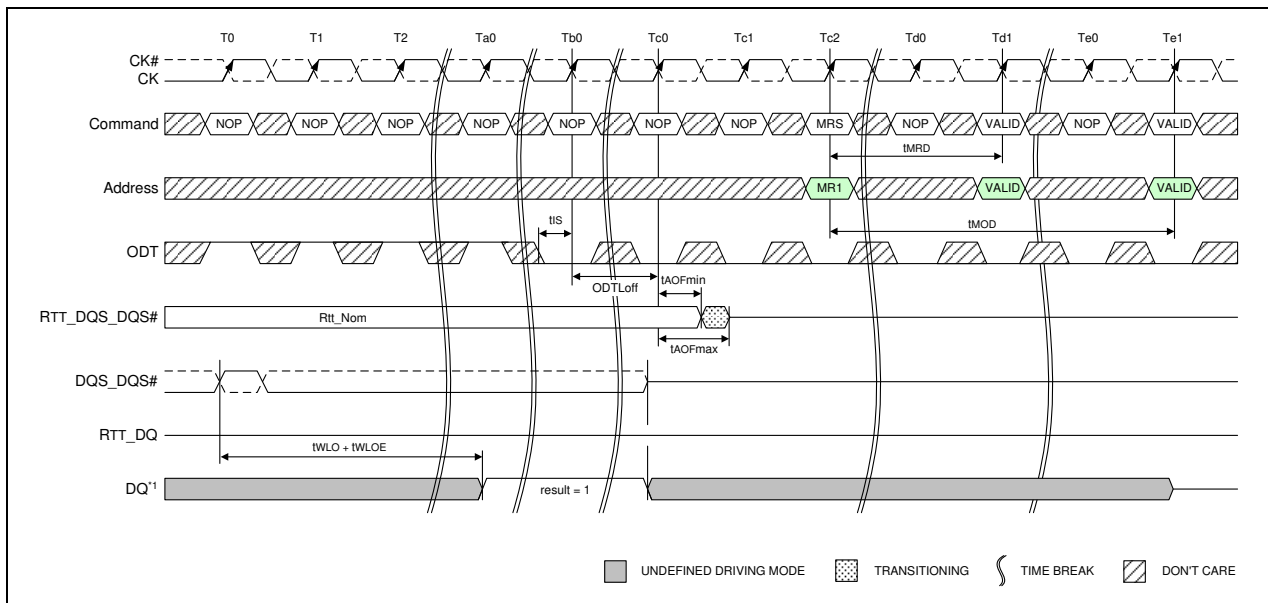 T0 T1 T2 Ta0 Tb0 Tc0 Tc1 Tc2 Td0 Td1 Te0 Te1
CK#
CK
Command NOP NOP NOP NOP NOP NOP NOP MRS NOP VALID NOP VALID
tMRD
Address MR1 VALID VALID
tIS
tMOD
ODT
ODTLoff
tAOFmin
RTT_DQS_DQS# Rtt_Nom
tAOFmax
DQS_DQS#
RTT_DQ
tWLO + tWLOE
DQ*1 result = 1
UNDEFINED DRIVING MODE TRANSITIONING TIME BREAK DON'T CARE